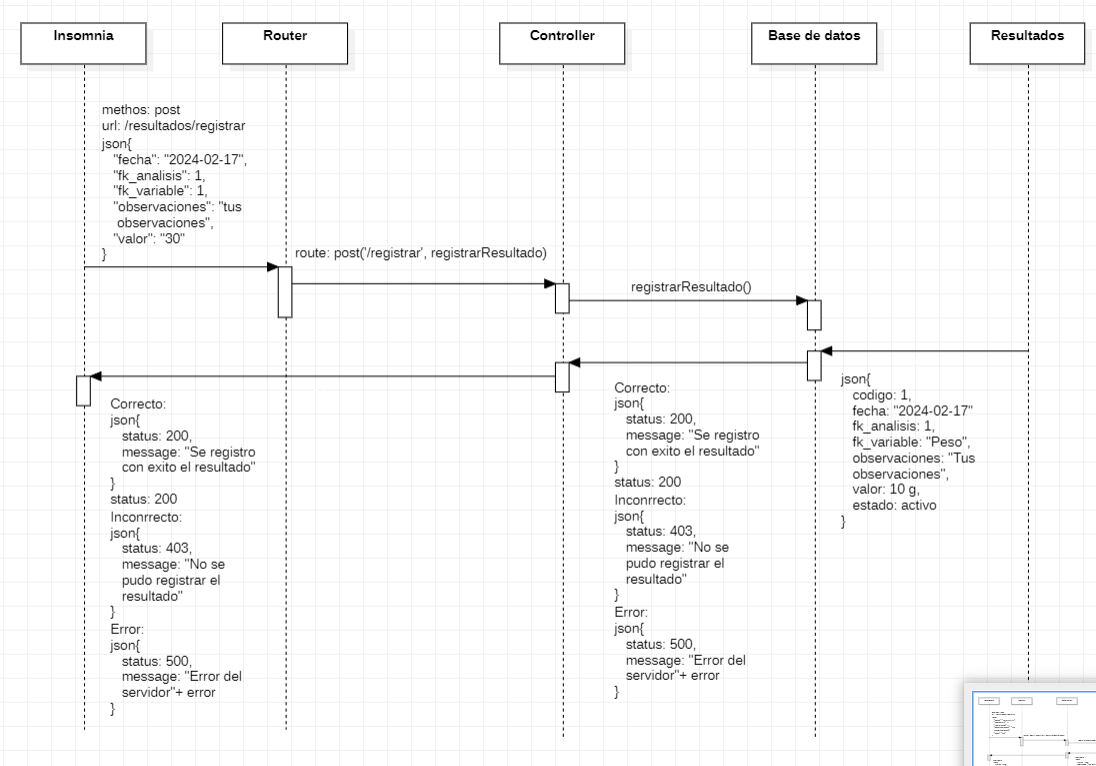 Insomnia
Router
Controller
Base de datos
Resultados
methos: post
url: /resultados/registrar
json{
"fecha": "2024-02-17",
"fk_analisis": 1,
"fk_variable": 1,
"observaciones": "tus
observaciones",
"valor": "30"
}
route: post('/registrar', registrarResultado)
registrarResultado()
Correcto:
json{
status: 200,
message: "Se registro
con exito el resultado"
}
status: 200
Inconrrecto:
json{
status: 403,
message: "No se
pudo registrar el
resultado"
}
Error:
json{
status: 500,
message: "Error del
servidor"+ error
}
Correcto:
json{
status: 200,
message: "Se registro
con exito el resultado"
}
status: 200
Inconrrecto:
json{
status: 403,
message: "No se
pudo registrar el
resultado"
}
Error:
json{
status: 500,
message: "Error del
servidor"+ error
}
json{
codigo: 1,
fecha: "2024-02-17"
fk_analisis: 1,
fk_variable: "Peso",
observaciones: "Tus
observaciones",
valor: 10 g,
estado: activo
}